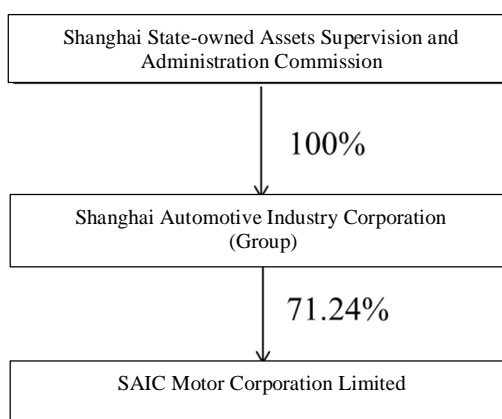 Shanghai State-owned Assets Supervision and
Administration Commission
100%
Shanghai Automotive Industry Corporation
(Group)
71.24%
SAIC Motor Corporation Limited